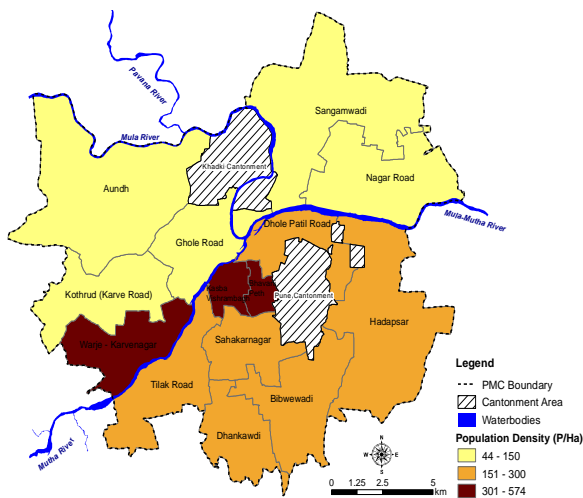 Pavana River
Mula River
Sangamwadi
Khadki Cantonment
Aundh
Nagar Road
Mula-Mutha River
Dhole Patil Road
Ghole Road
Kothrud (Karve Road)
Pune Cantonment
Hadapsar
Warje - Karvenagar
Sahakarnagar
Tilak Road
Bibwewadi
Dhankawdi
Mutha River
Legend
PMC Boundary
Cantonment Area
Waterbodies
Population Density (P/Ha)
44 - 150
151 - 300
301 - 574
N
W E
S
0 1.25 2.5 5
km